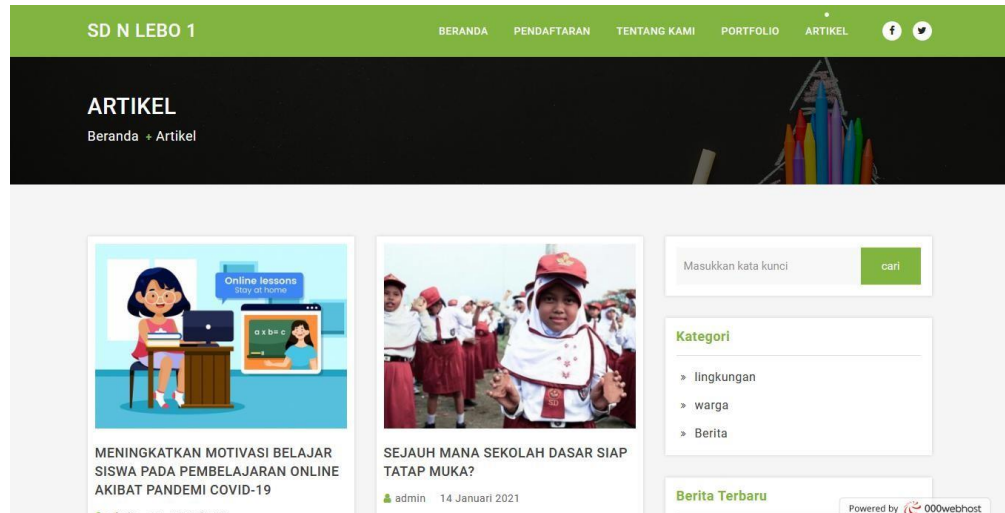 SD N LEBO 1
BERANDA PENDAFTARAN TENTANG KAMI PORTFOLIO ARTIKEL
ARTIKEL
Beranda + Artikel
Online lessons
Stay at home
a x b = c
MENINGKATKAN MOTIVASI BELAJAR
SISWA PADA PEMBELAJARAN ONLINE
AKIBAT PANDEMI COVID-19
SEJAUH MANA SEKOLAH DASAR SIAP
TATAP MUKA?
admin 14 Januari 2021
Masukkan kata kunci cari
Kategori
» lingkungan
» warga
» Berita
Berita Terbaru
Powered by 000webhost